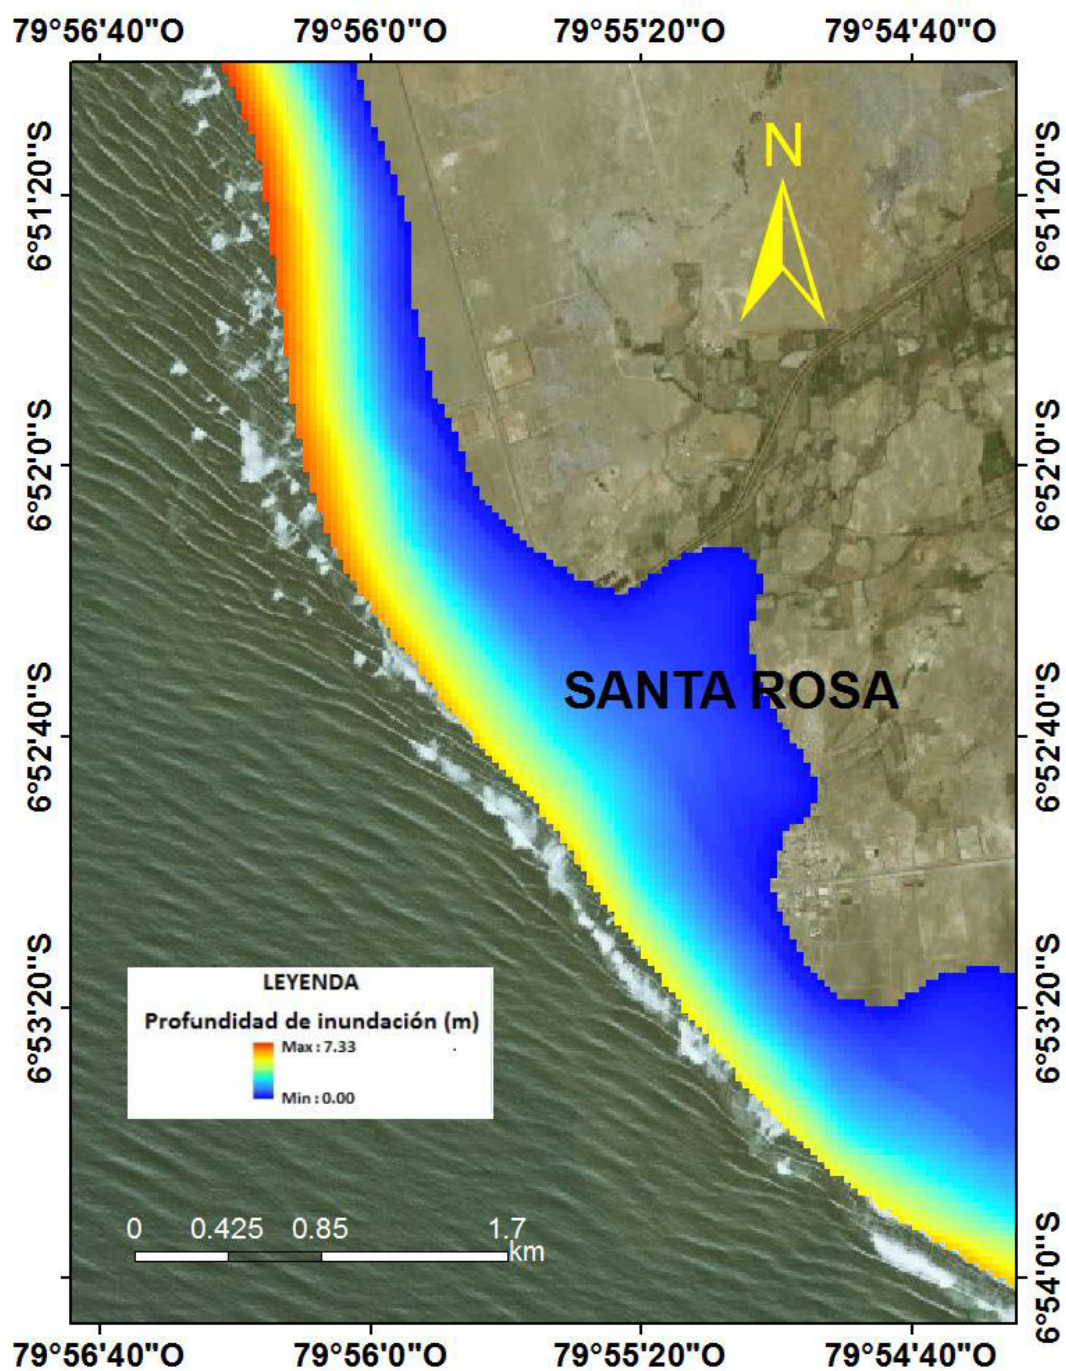 79°56'40"O 79°56'0"O 79°55'20"O 79°54'40"O
6°51'20"S
6°52'0"S
6°52'40"S
6°53'20"S
N
SANTA ROSA
LEYENDA
Profundidad de inundación (m)
Max : 7.33
Min : 0.00
0 0.425 0.85 1.7
km
6°51'20"S
6°52'0"S
6°52'40"S
6°53'20"S
6°54'0"S
79°56'40"O 79°56'0"O 79°55'20"O 79°54'40"O